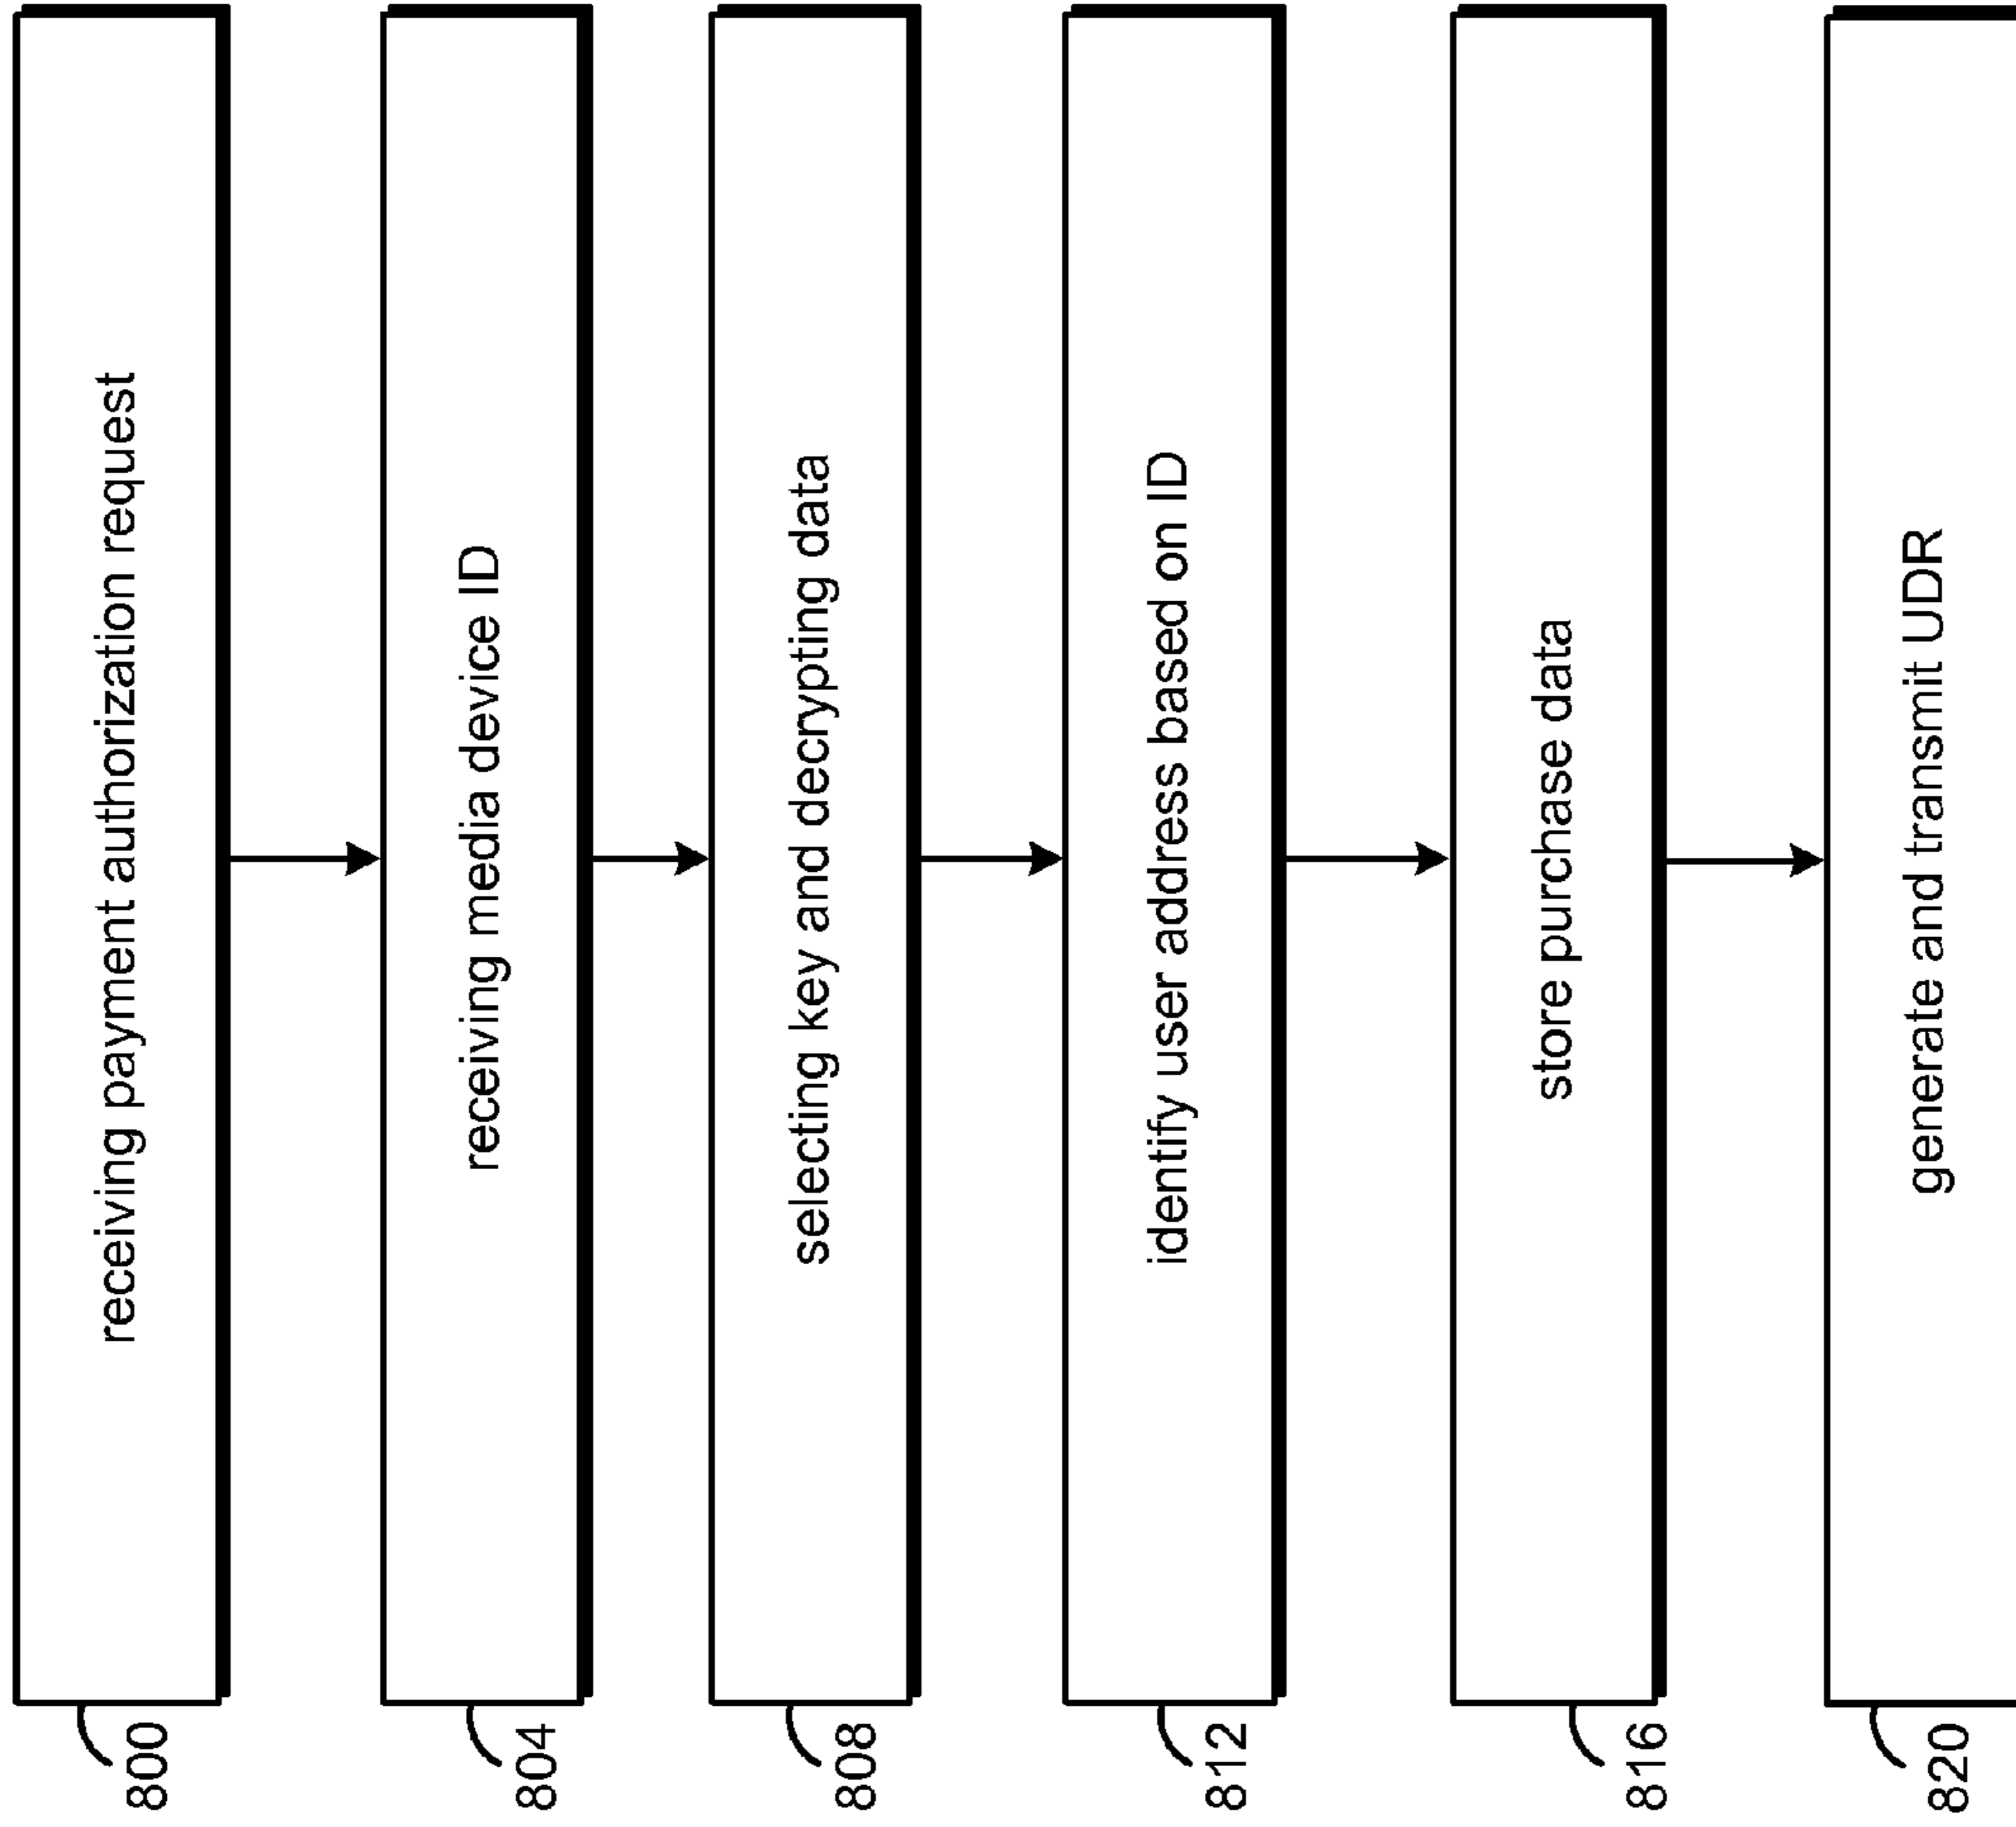 800
receiving payment authorization request
804
receiving media device ID
808
selecting key and decrypting data
812
identify user address based on ID
816
store purchase data
820
generate and transmit UDR